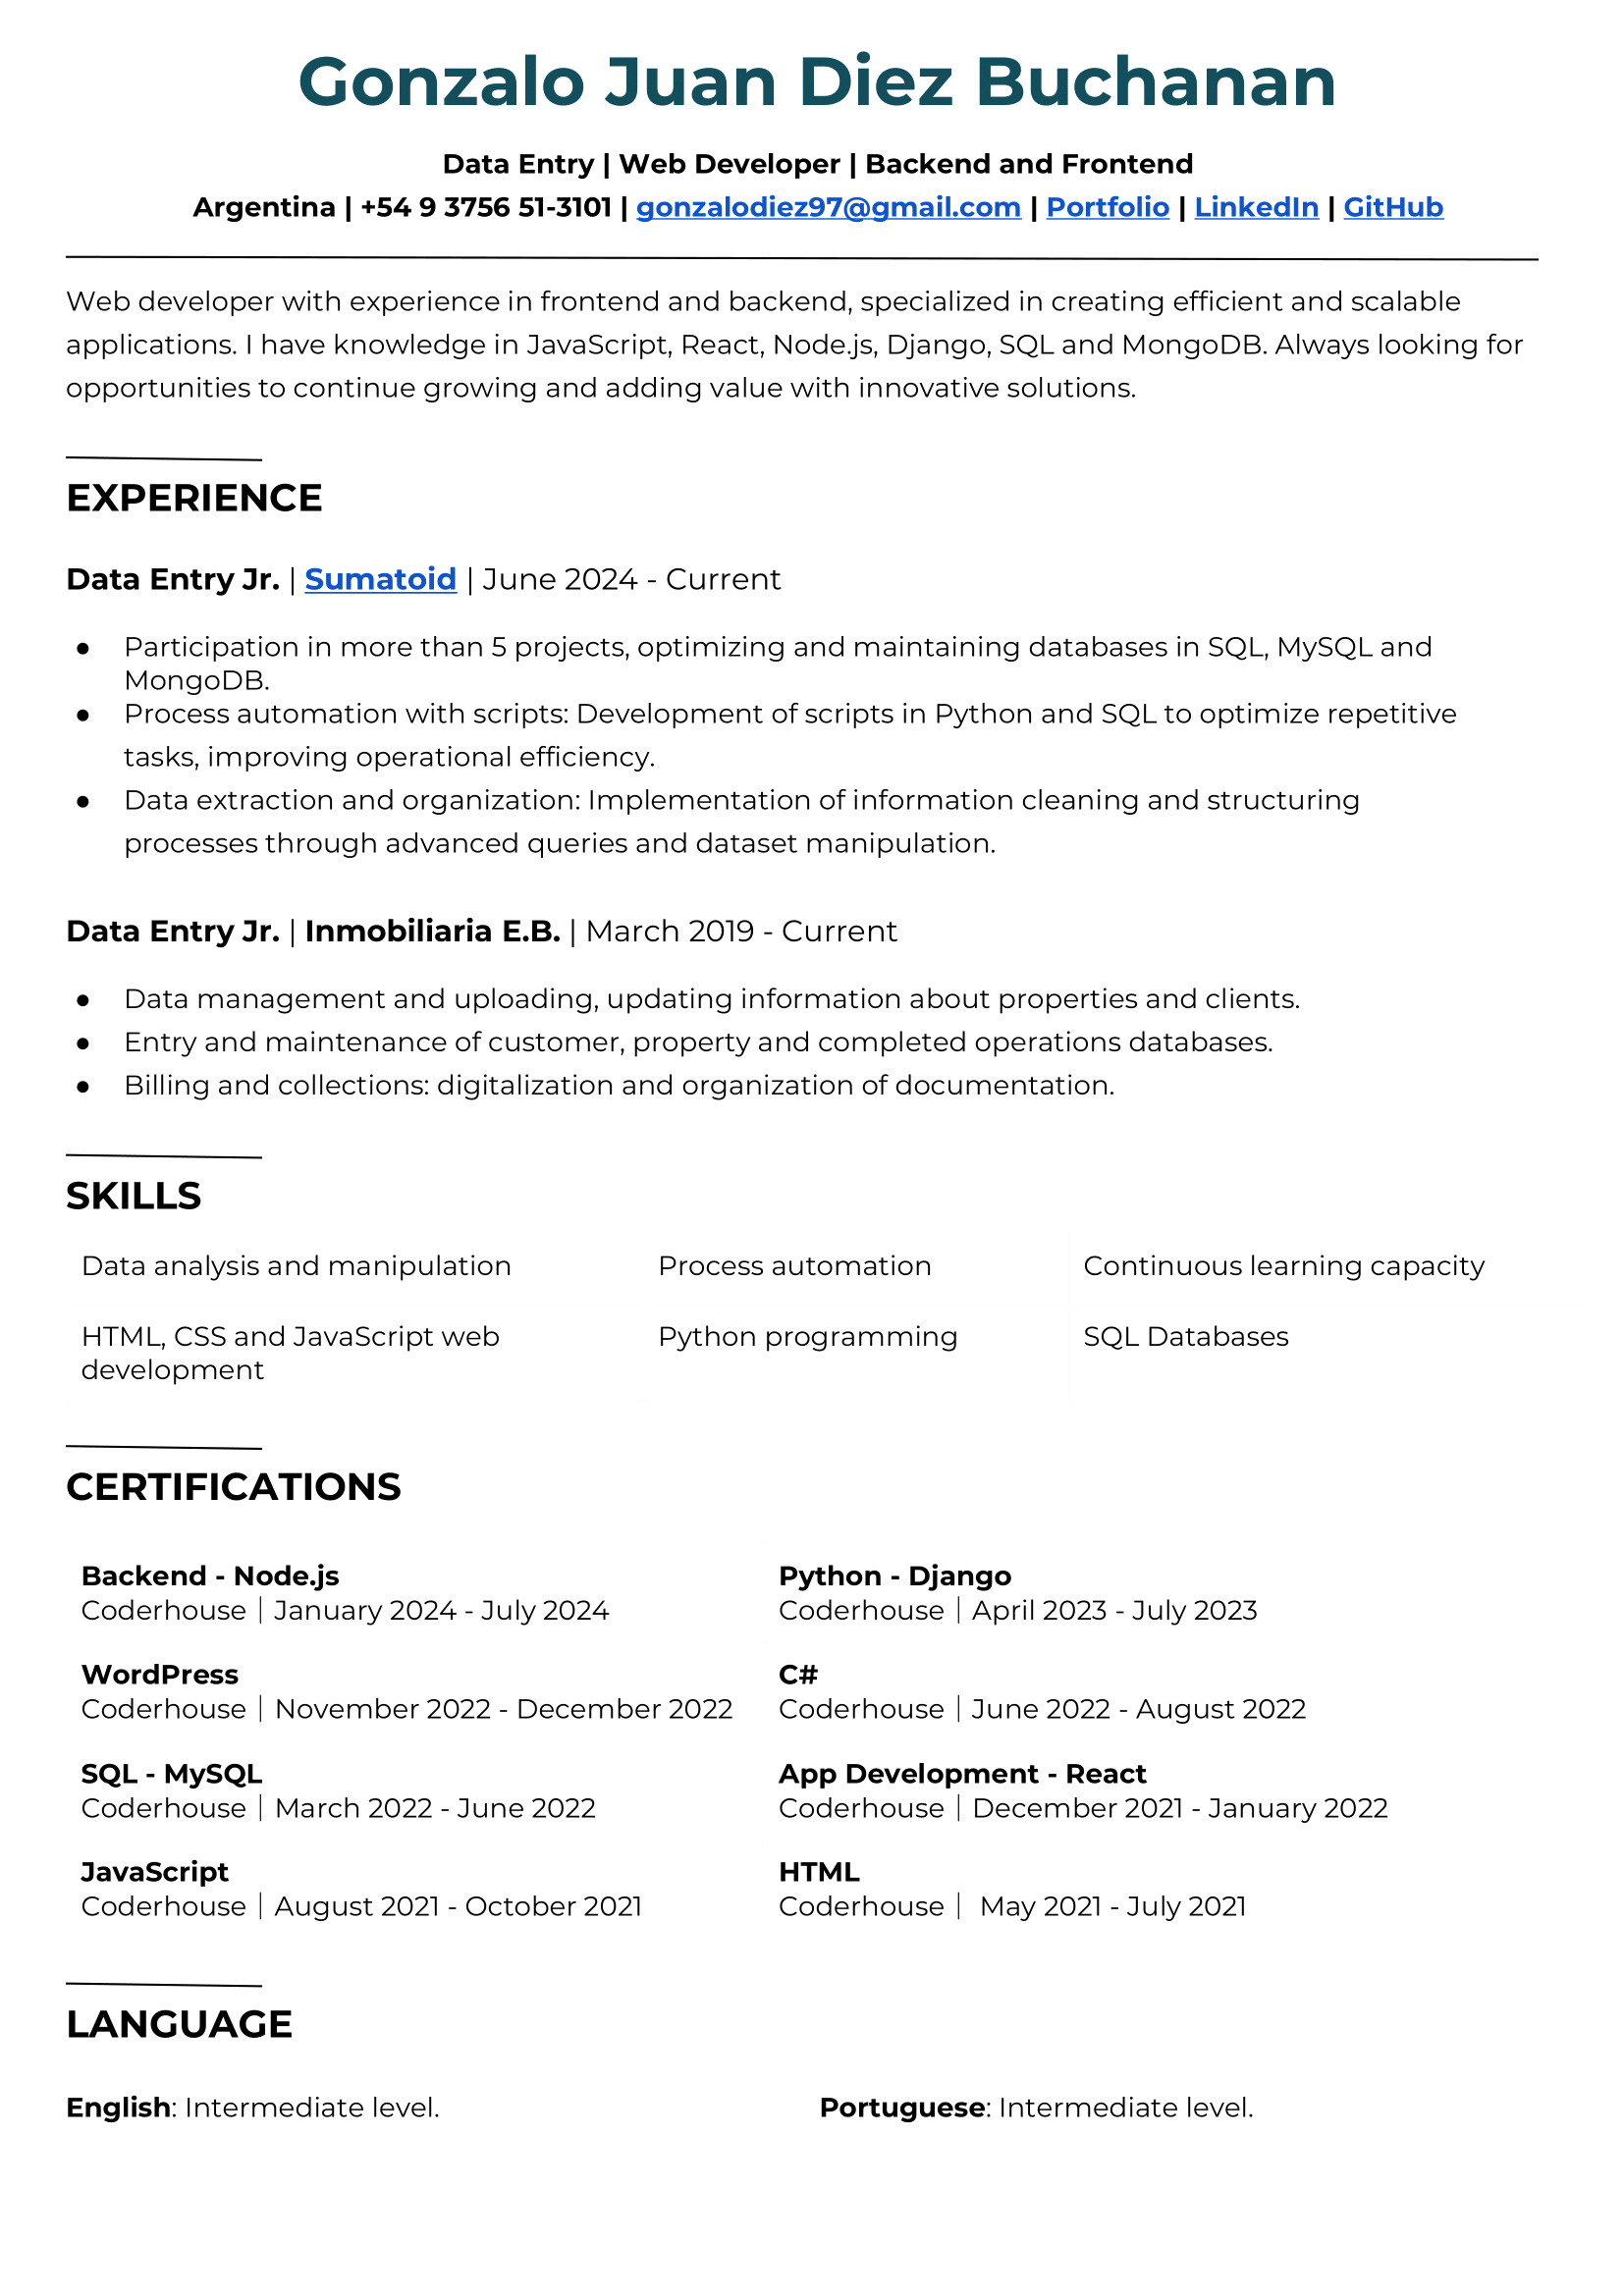 Gonzalo Juan Diez Buchanan
Data Entry | Web Developer | Backend and Frontend
Argentina | +54 9 3756 51-3101 | gonzalodiez97@gmail.com | Portfolio | LinkedIn | GitHub
Web developer with experience in frontend and backend, specialized in creating efficient and scalable
applications. I have knowledge in JavaScript, React, Node.js, Django, SQL and MongoDB. Always looking for
opportunities to continue growing and adding value with innovative solutions.
EXPERIENCE
Data Entry Jr. | Sumatoid | June 2024 - Current
● Participation in more than 5 projects, optimizing and maintaining databases in SQL, MySQL and
MongoDB.
● Process automation with scripts: Development of scripts in Python and SQL to optimize repetitive
tasks, improving operational efficiency.
● Data extraction and organization: Implementation of information cleaning and structuring
processes through advanced queries and dataset manipulation.
Data Entry Jr. | Inmobiliaria E.B. | March 2019 - Current
● Data management and uploading, updating information about properties and clients.
● Entry and maintenance of customer, property and completed operations databases.
● Billing and collections: digitalization and organization of documentation.
SKILLS
Data analysis and manipulation
Process automation
Continuous learning capacity
HTML, CSS and JavaScript web
development
Python programming
SQL Databases
CERTIFICATIONS
Backend - Node.js
Coderhouse | January 2024 - July 2024
Python - Django
Coderhouse | April 2023 - July 2023
WordPress
Coderhouse | November 2022 - December 2022
C#
Coderhouse | June 2022 - August 2022
SQL - MySQL
Coderhouse | March 2022 - June 2022
App Development - React
Coderhouse | December 2021 - January 2022
JavaScript
Coderhouse | August 2021 - October 2021
HTML
Coderhouse | May 2021 - July 2021
LANGUAGE
English: Intermediate level.
Portuguese: Intermediate level.